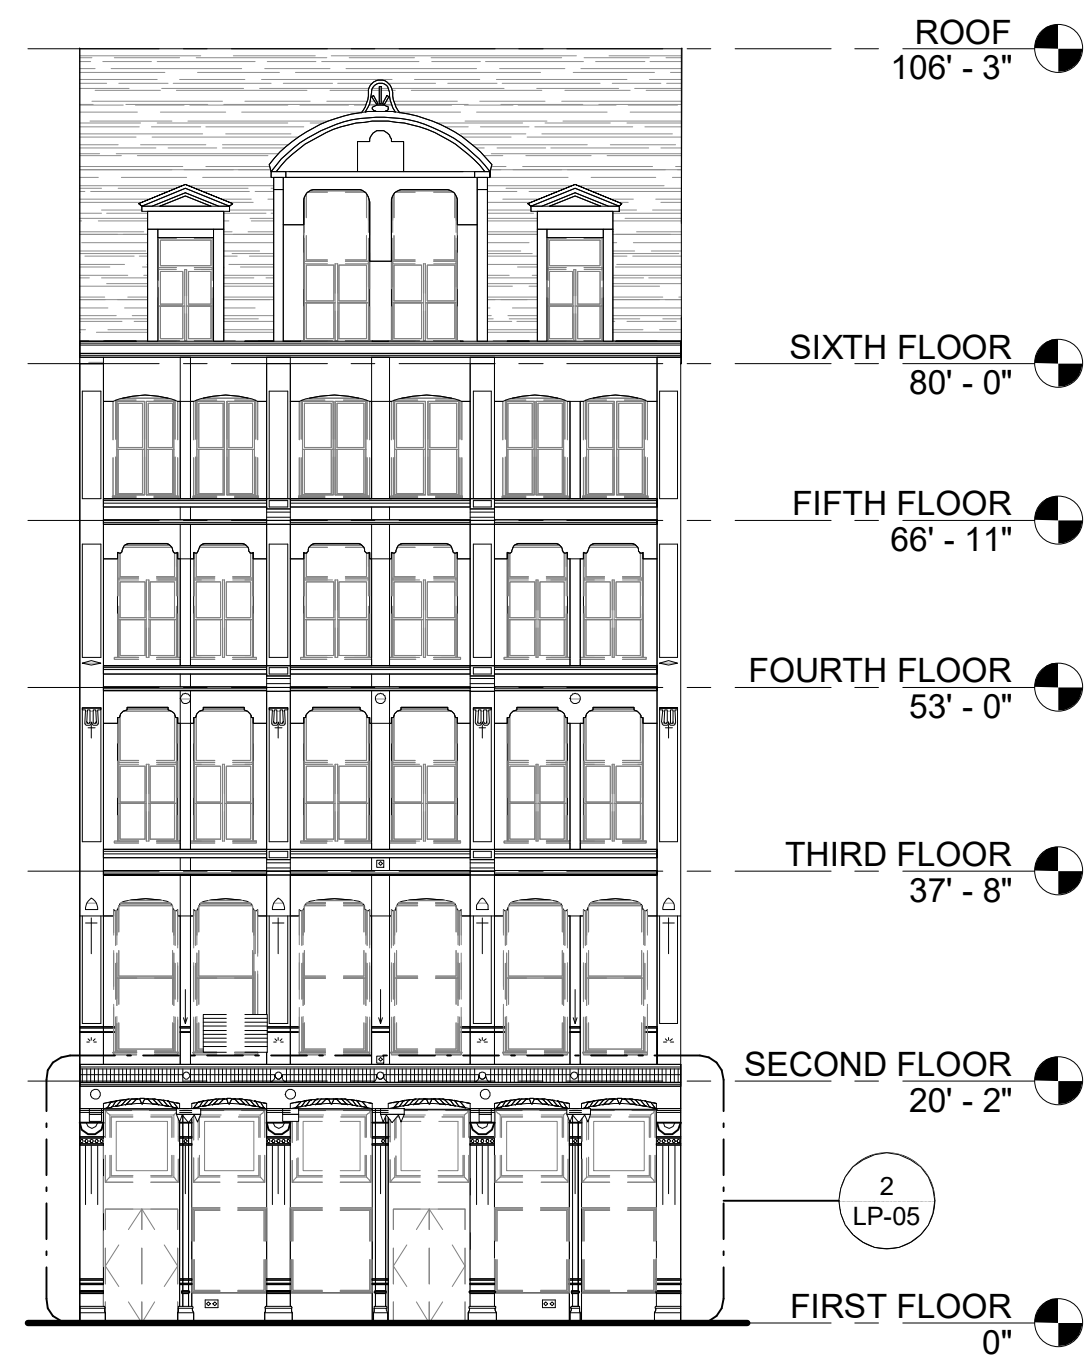 ROOF
106' - 3"
SIXTH FLOOR
80' - 0"
FIFTH FLOOR
66' - 11"
FOURTH FLOOR
53' - 0"
THIRD FLOOR
37' - 8"
SECOND FLOOR
20' - 2"
2
LP-05
FIRST FLOOR
0"